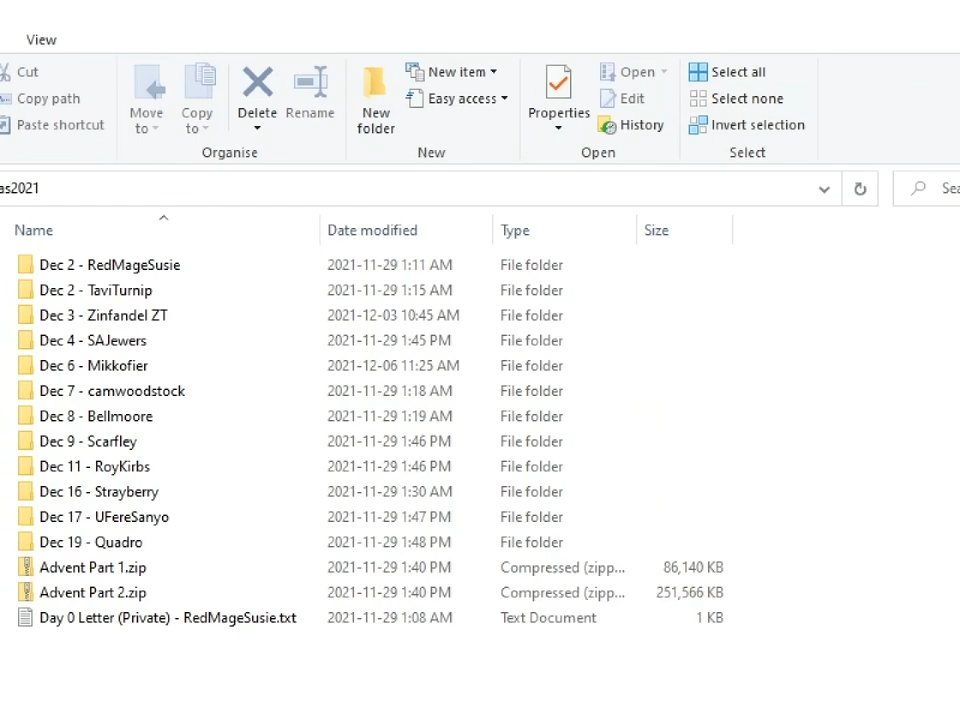 View
Cut
Copy path
Paste shortcut
Move to
Copy to
Delete
Rename
Organise
New folder
New item
Easy access
New
Properties
Open
Edit
History
Open
Select all
Select none
Invert selection
Select
as2021
Sea
Name Date modified Type Size
Dec 2 - RedMageSusie 2021-11-29 1:11 AM File folder
Dec 2 - TaviTurnip 2021-11-29 1:15 AM File folder
Dec 3 - Zinfandel ZT 2021-12-03 10:45 AM File folder
Dec 4 - SAJewers 2021-11-29 1:45 PM File folder
Dec 6 - Mikkofier 2021-12-06 11:25 AM File folder
Dec 7 - camwoodstock 2021-11-29 1:18 AM File folder
Dec 8 - Bellmoore 2021-11-29 1:19 AM File folder
Dec 9 - Scarfley 2021-11-29 1:46 PM File folder
Dec 11 - RoyKirbs 2021-11-29 1:46 PM File folder
Dec 16 - Strayberry 2021-11-29 1:30 AM File folder
Dec 17 - UFereSanyo 2021-11-29 1:47 PM File folder
Dec 19 - Quadro 2021-11-29 1:48 PM File folder
Advent Part 1.zip 2021-11-29 1:40 PM Compressed (zipp... 86,140 KB
Advent Part 2.zip 2021-11-29 1:40 PM Compressed (zipp... 251,566 KB
Day 0 Letter (Private) - RedMageSusie.txt 2021-11-29 1:08 AM Text Document 1 KB